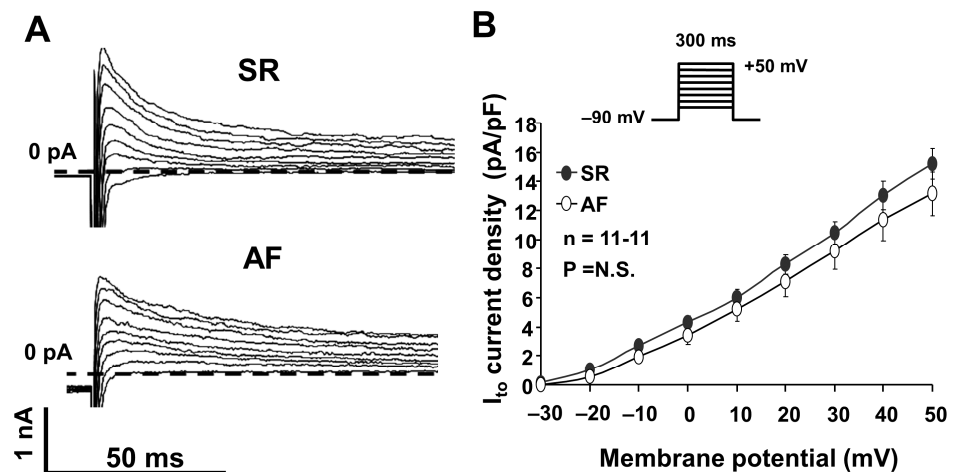 A
SR
0 pA
AF
0 pA
1 nA
50 ms
B
300 ms
+50 mV
–90 mV
Ito current density (pA/pF)
18
16
14
12
10
8
6
4
2
0
SR
AF
n = 11-11
P =N.S.
–30 –20 –10 0 10 20 30 40 50
Membrane potential (mV)